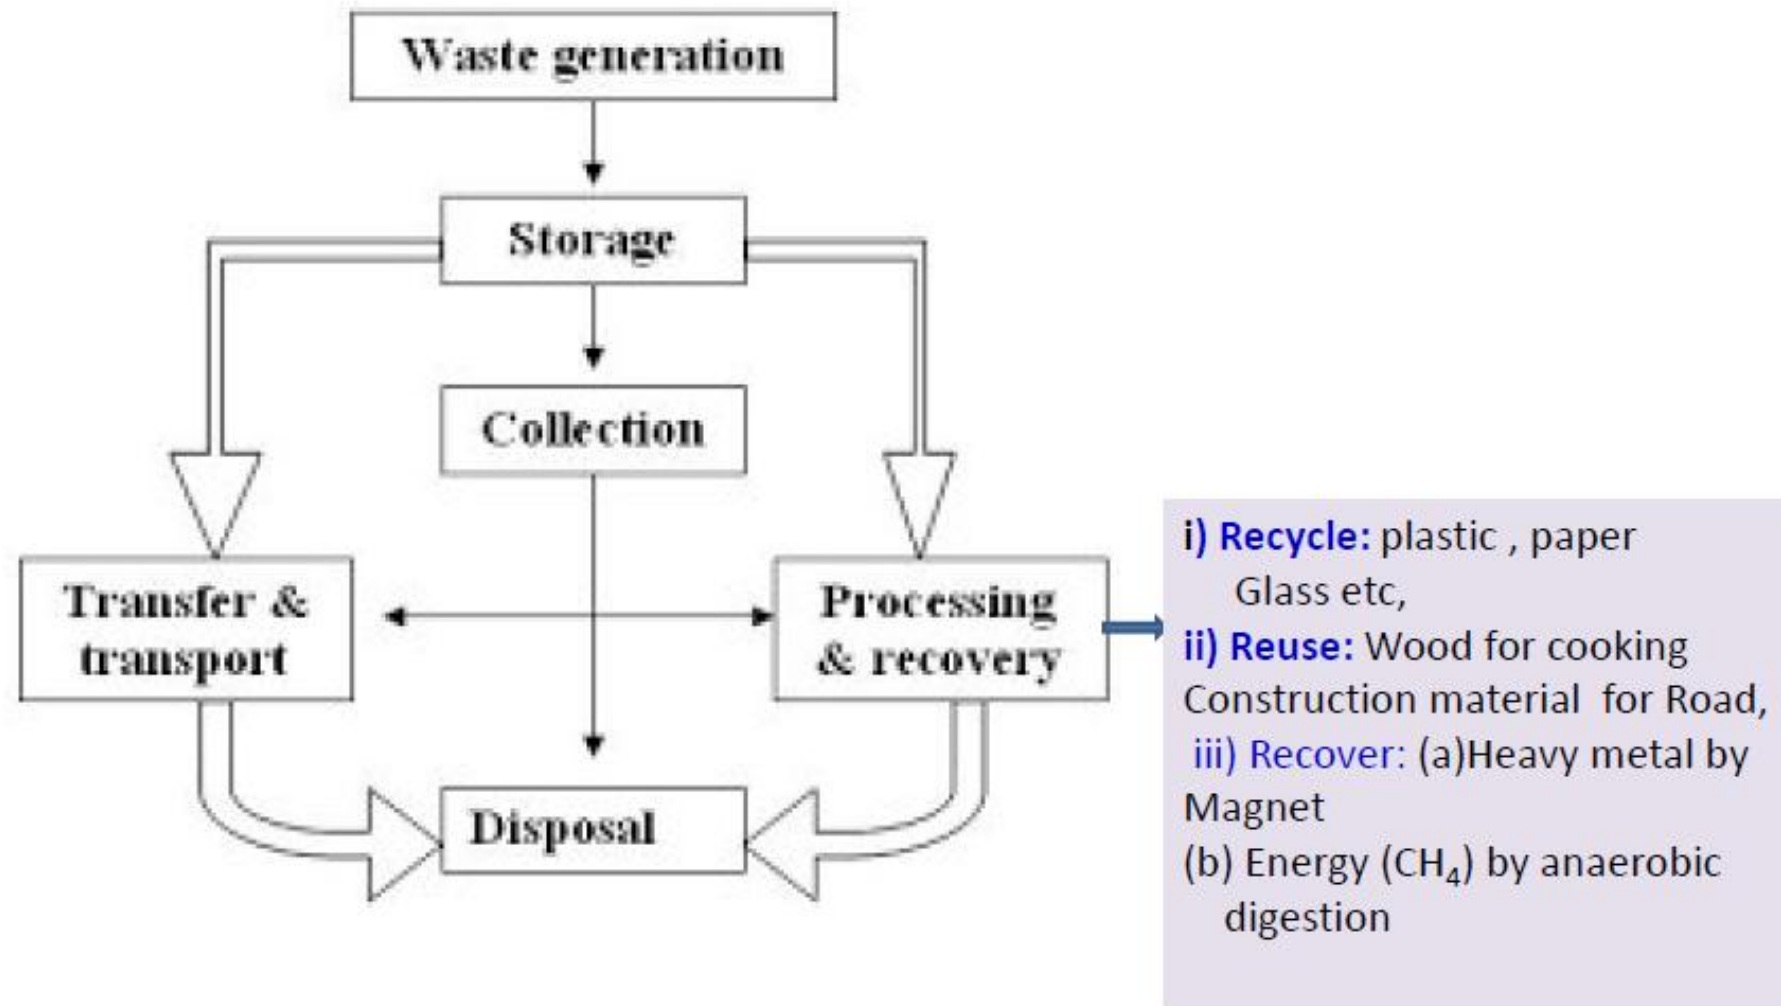 Waste generation
Storage
Collection
Transfer &
transport
Processing
& recovery
Disposal
i) Recycle: plastic , paper
Glass etc,
ii) Reuse: Wood for cooking
Construction material for Road,
iii) Recover: (a)Heavy metal by
Magnet
(b) Energy (CH₄) by anaerobic
digestion